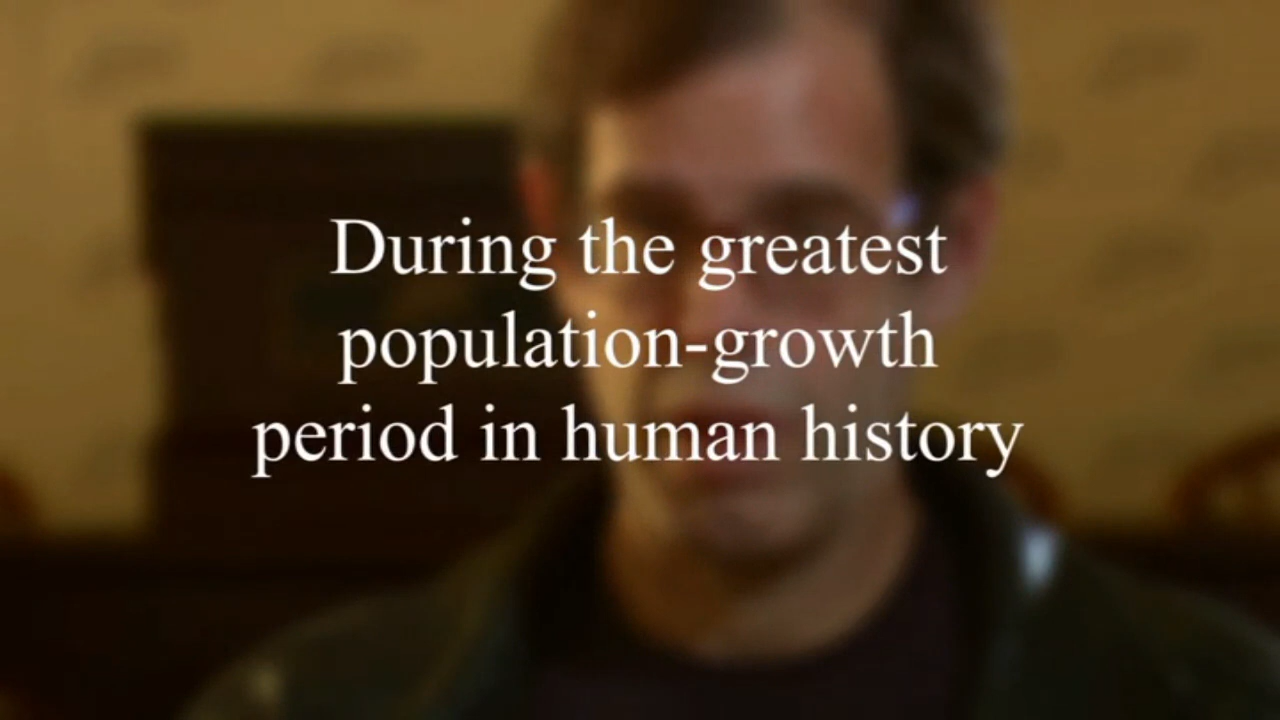 During the greatest
population-growth
period in human history